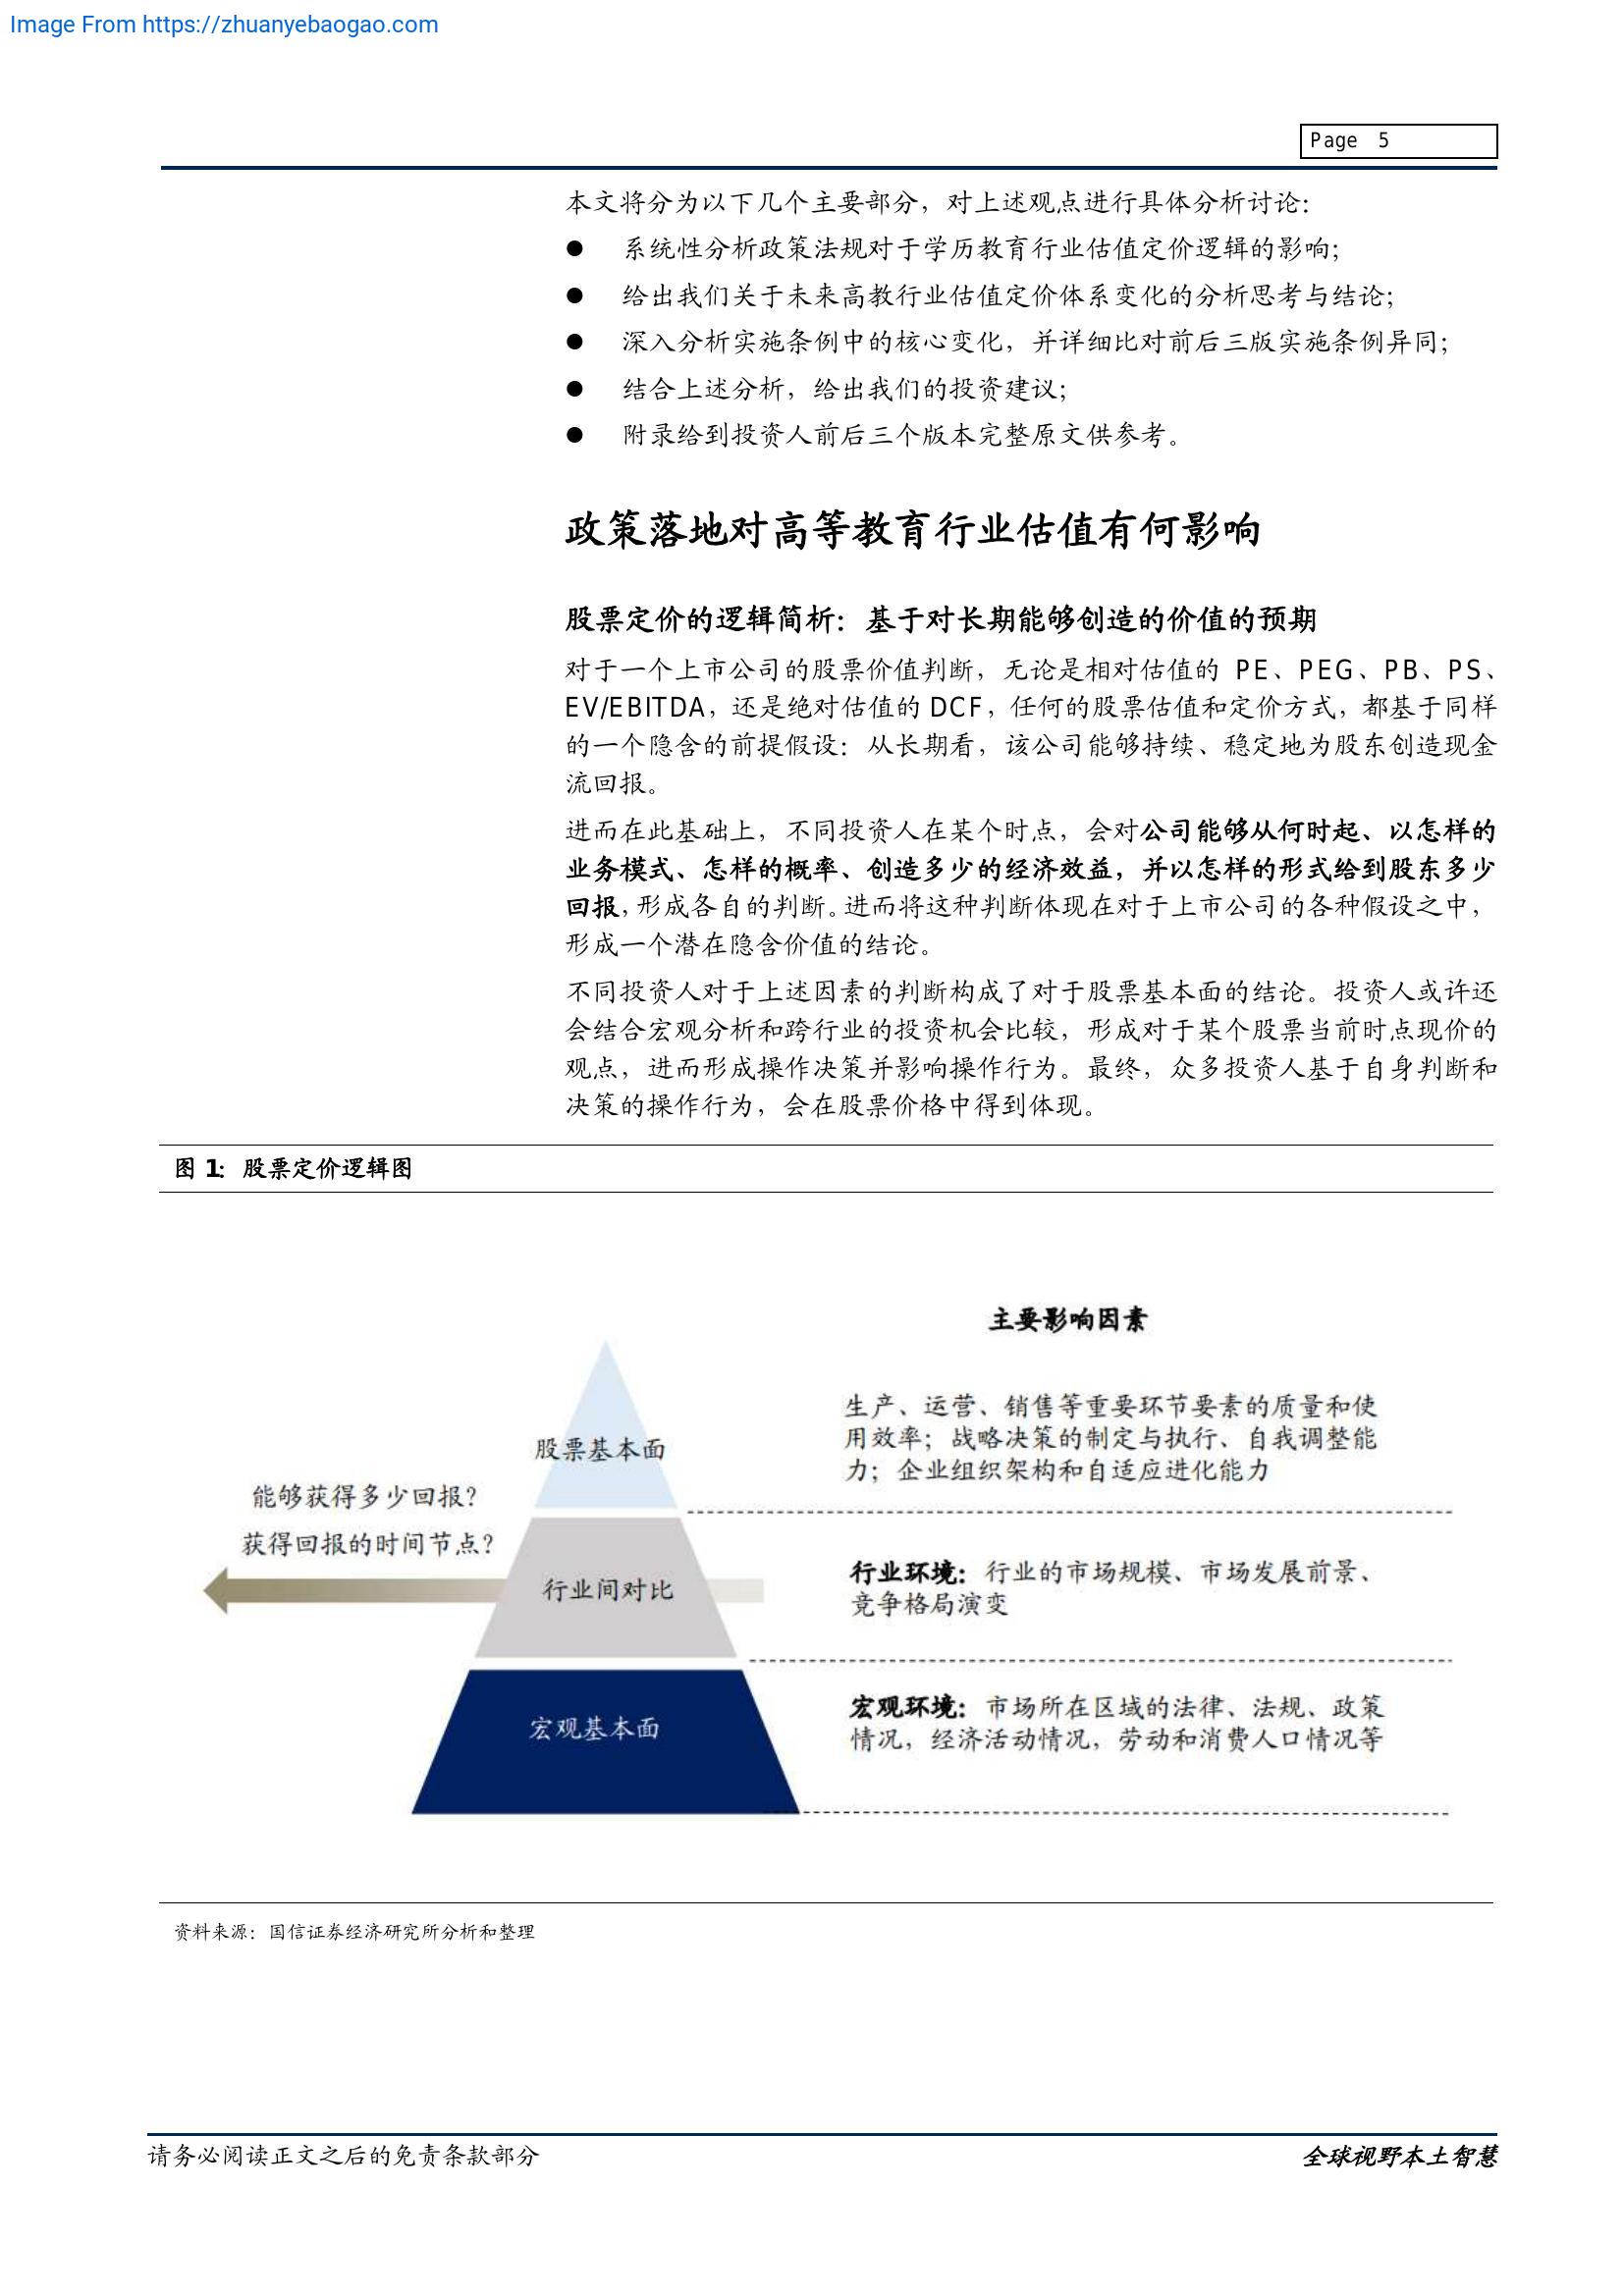 Image From https://zhuanyebaogao.com
Page 5
本文将分为以下几个主要部分，对上述观点进行具体分析讨论：
● 系统性分析政策法规对于学历教育行业估值定价逻辑的影响；
● 给出我们关于未来高教行业估值定价体系变化的分析思考与结论；
● 深入分析实施条例中的核心变化，并详细比对前后三版实施条例异同；
● 结合上述分析，给出我们的投资建议；
● 附录给到投资人前后三个版本完整原文供参考。
政策落地对高等教育行业估值有何影响
股票定价的逻辑简析：基于对长期能够创造的价值的预期
对于一个上市公司的股票价值判断，无论是相对估值的 PE、PEG、PB、PS、
EV/EBITDA，还是绝对估值的 DCF，任何的股票估值和定价方式，都基于同样
的一个隐含的前提假设：从长期看，该公司能够持续、稳定地为股东创造现金
流回报。
进而在此基础上，不同投资人在某个时点，会对公司能够从何时起、以怎样的
业务模式、怎样的概率、创造多少的经济效益，并以怎样的形式给到股东多少
回报，形成各自的判断。进而将这种判断体现在对于上市公司的各种假设之中，
形成一个潜在隐含价值的结论。
不同投资人对于上述因素的判断构成了对于股票基本面的结论。投资人或许还
会结合宏观分析和跨行业的投资机会比较，形成对于某个股票当前时点现价的
观点，进而形成操作决策并影响操作行为。最终，众多投资人基于自身判断和
决策的操作行为，会在股票价格中得到体现。
图 1：股票定价逻辑图
主要影响因素
股票基本面
生产、运营、销售等重要环节要素的质量和使
用效率；战略决策的制定与执行、自我调整能
力；企业组织架构和自适应进化能力
能够获得多少回报？
获得回报的时间节点？
行业间对比
行业环境：行业的市场规模、市场发展前景、
竞争格局演变
宏观基本面
宏观环境：市场所在区域的法律、法规、政策
情况，经济活动情况，劳动和消费人口情况等
资料来源：国信证券经济研究所分析和整理
请务必阅读正文之后的免责条款部分
全球视野本土智慧